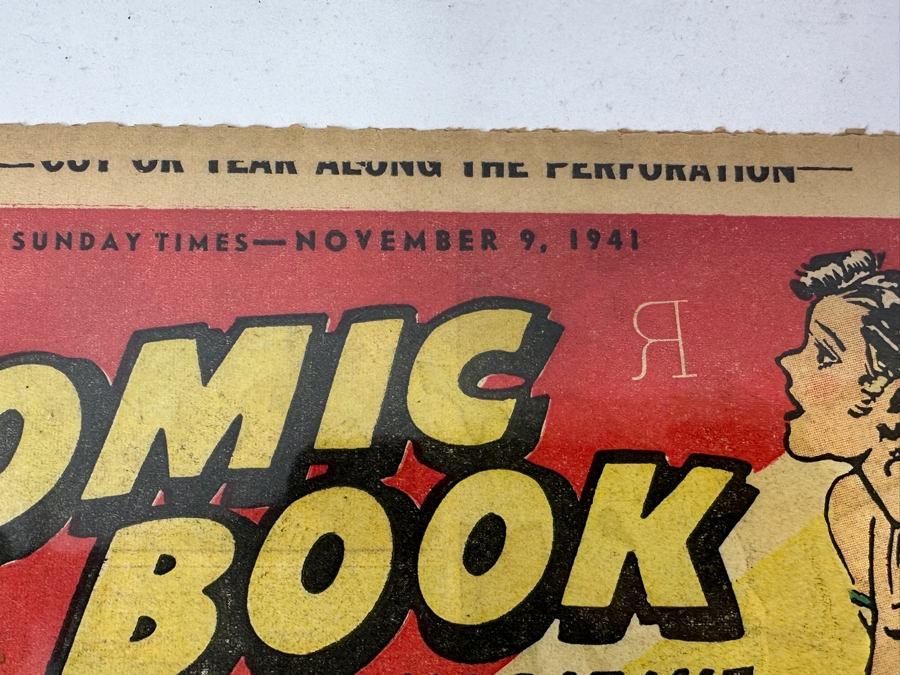 —CUT OR TEAR ALONG THE PERFORATION—
SUNDAY TIMES—NOVEMBER 9, 1941
OMIC
BOOK